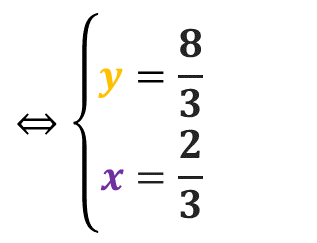 ⇔ { y = 8/3
x = 2/3